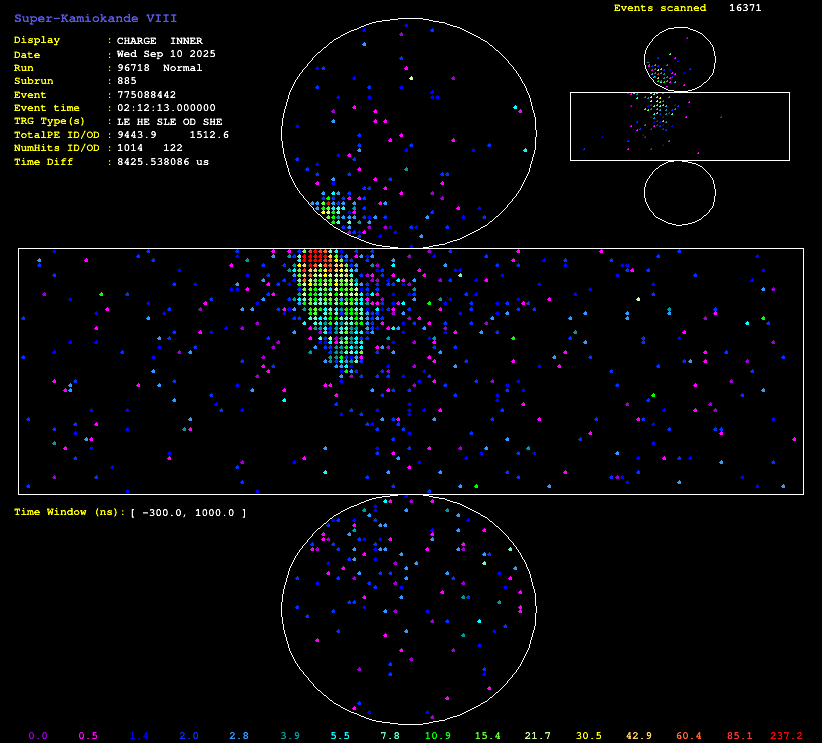 Super-Kamiokande VIII
Events scanned 16371
Display : CHARGE INNER
Date : Wed Sep 10 2025
Run : 96718 Normal
Subrun : 885
Event : 775088442
Event time : 02:12:13.000000
TRG Type(s) : LE HE SLE OD SHE
TotalPE ID/OD : 9443.9 1512.6
NumHits ID/OD : 1014 122
Time Diff : 8425.538086 us
Time Window (ns): [ -300.0, 1000.0 ]
0.0 0.5 1.4 2.0 2.8 3.9 5.5 7.8 10.9 15.4 21.7 30.5 42.9 60.4 85.1 237.2